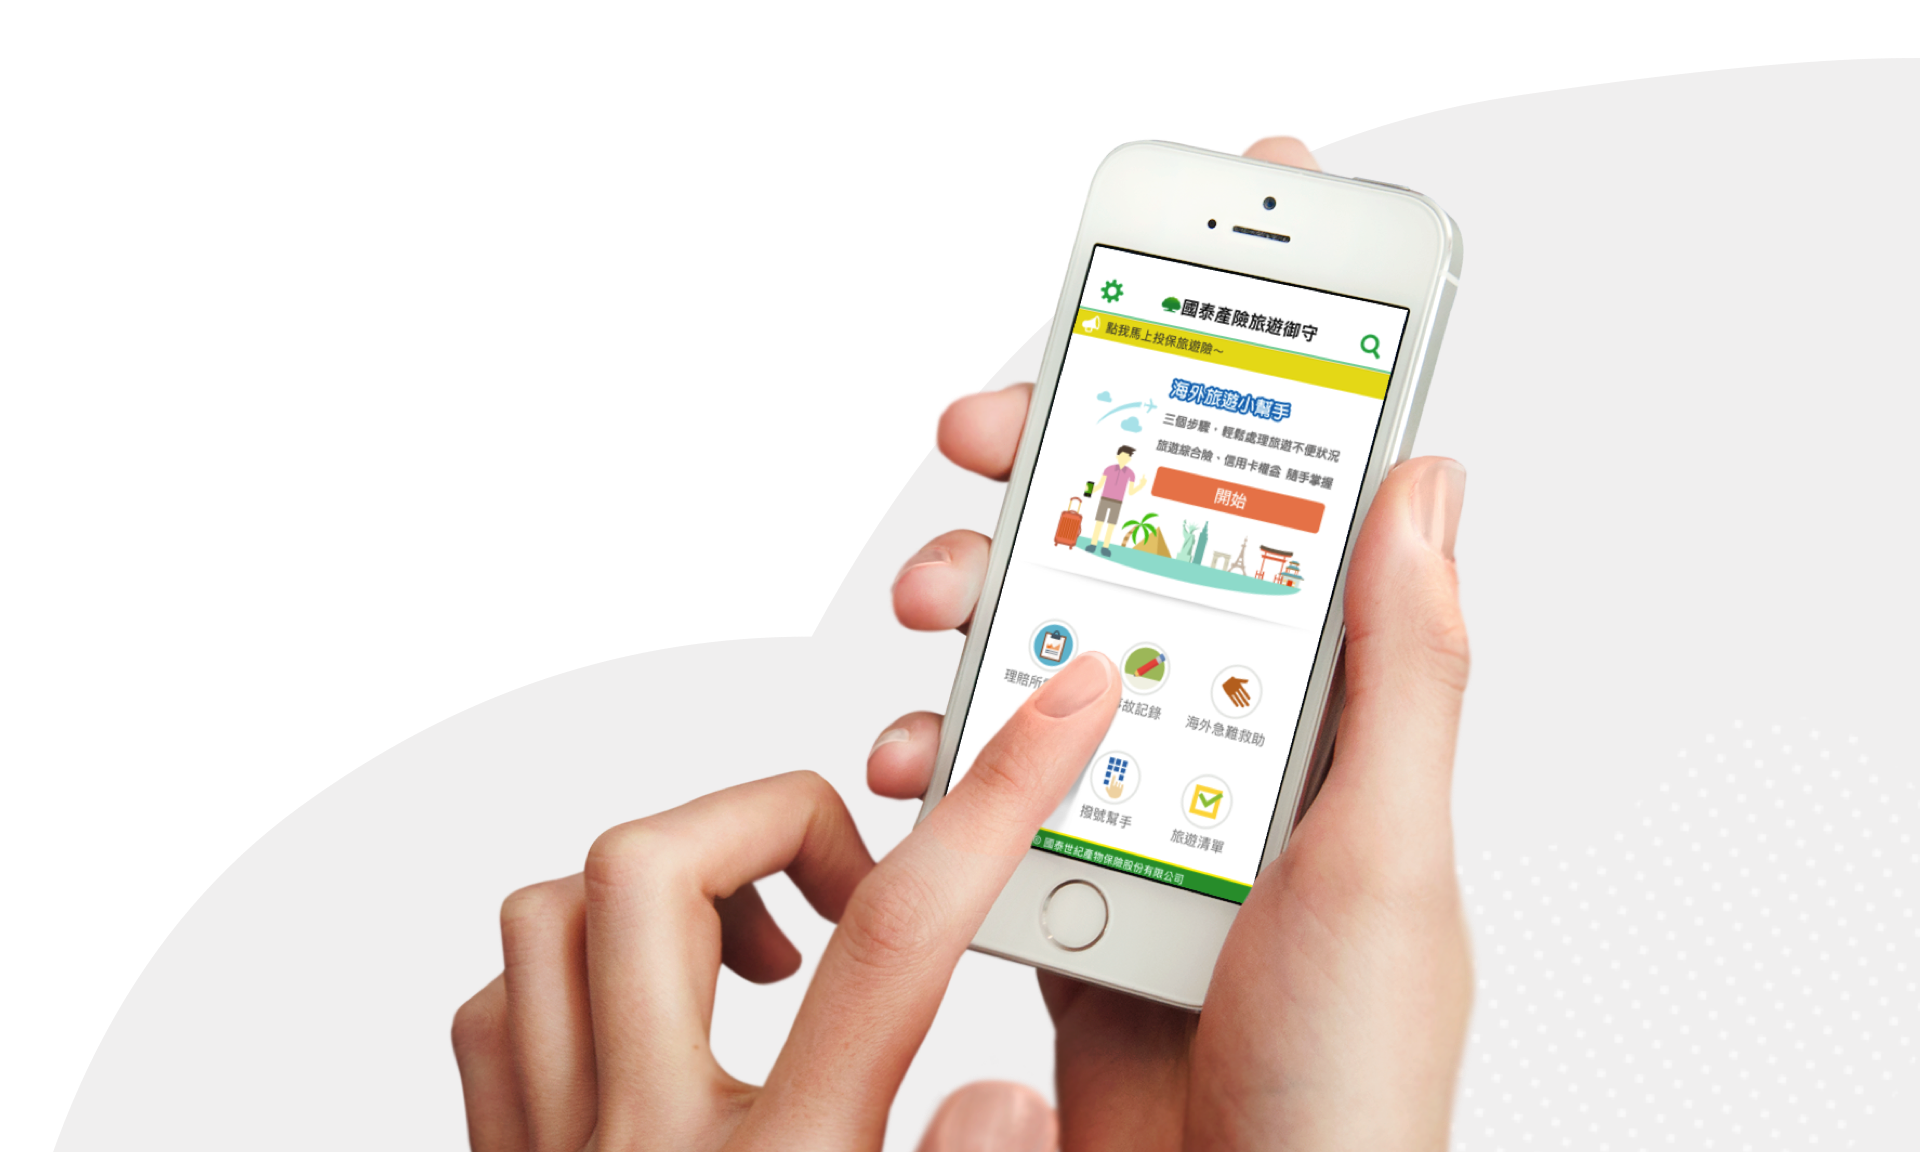 國泰產險旅遊御守
點我馬上投保旅遊險～
海外旅遊小幫手
三個步驟，輕鬆處理旅遊不便狀況
旅遊綜合險、信用卡權益 隨手掌握
開始
理賠所
故記錄
海外急難救助
撥號幫手
旅遊清單
© 國泰世紀產物保險股份有限公司